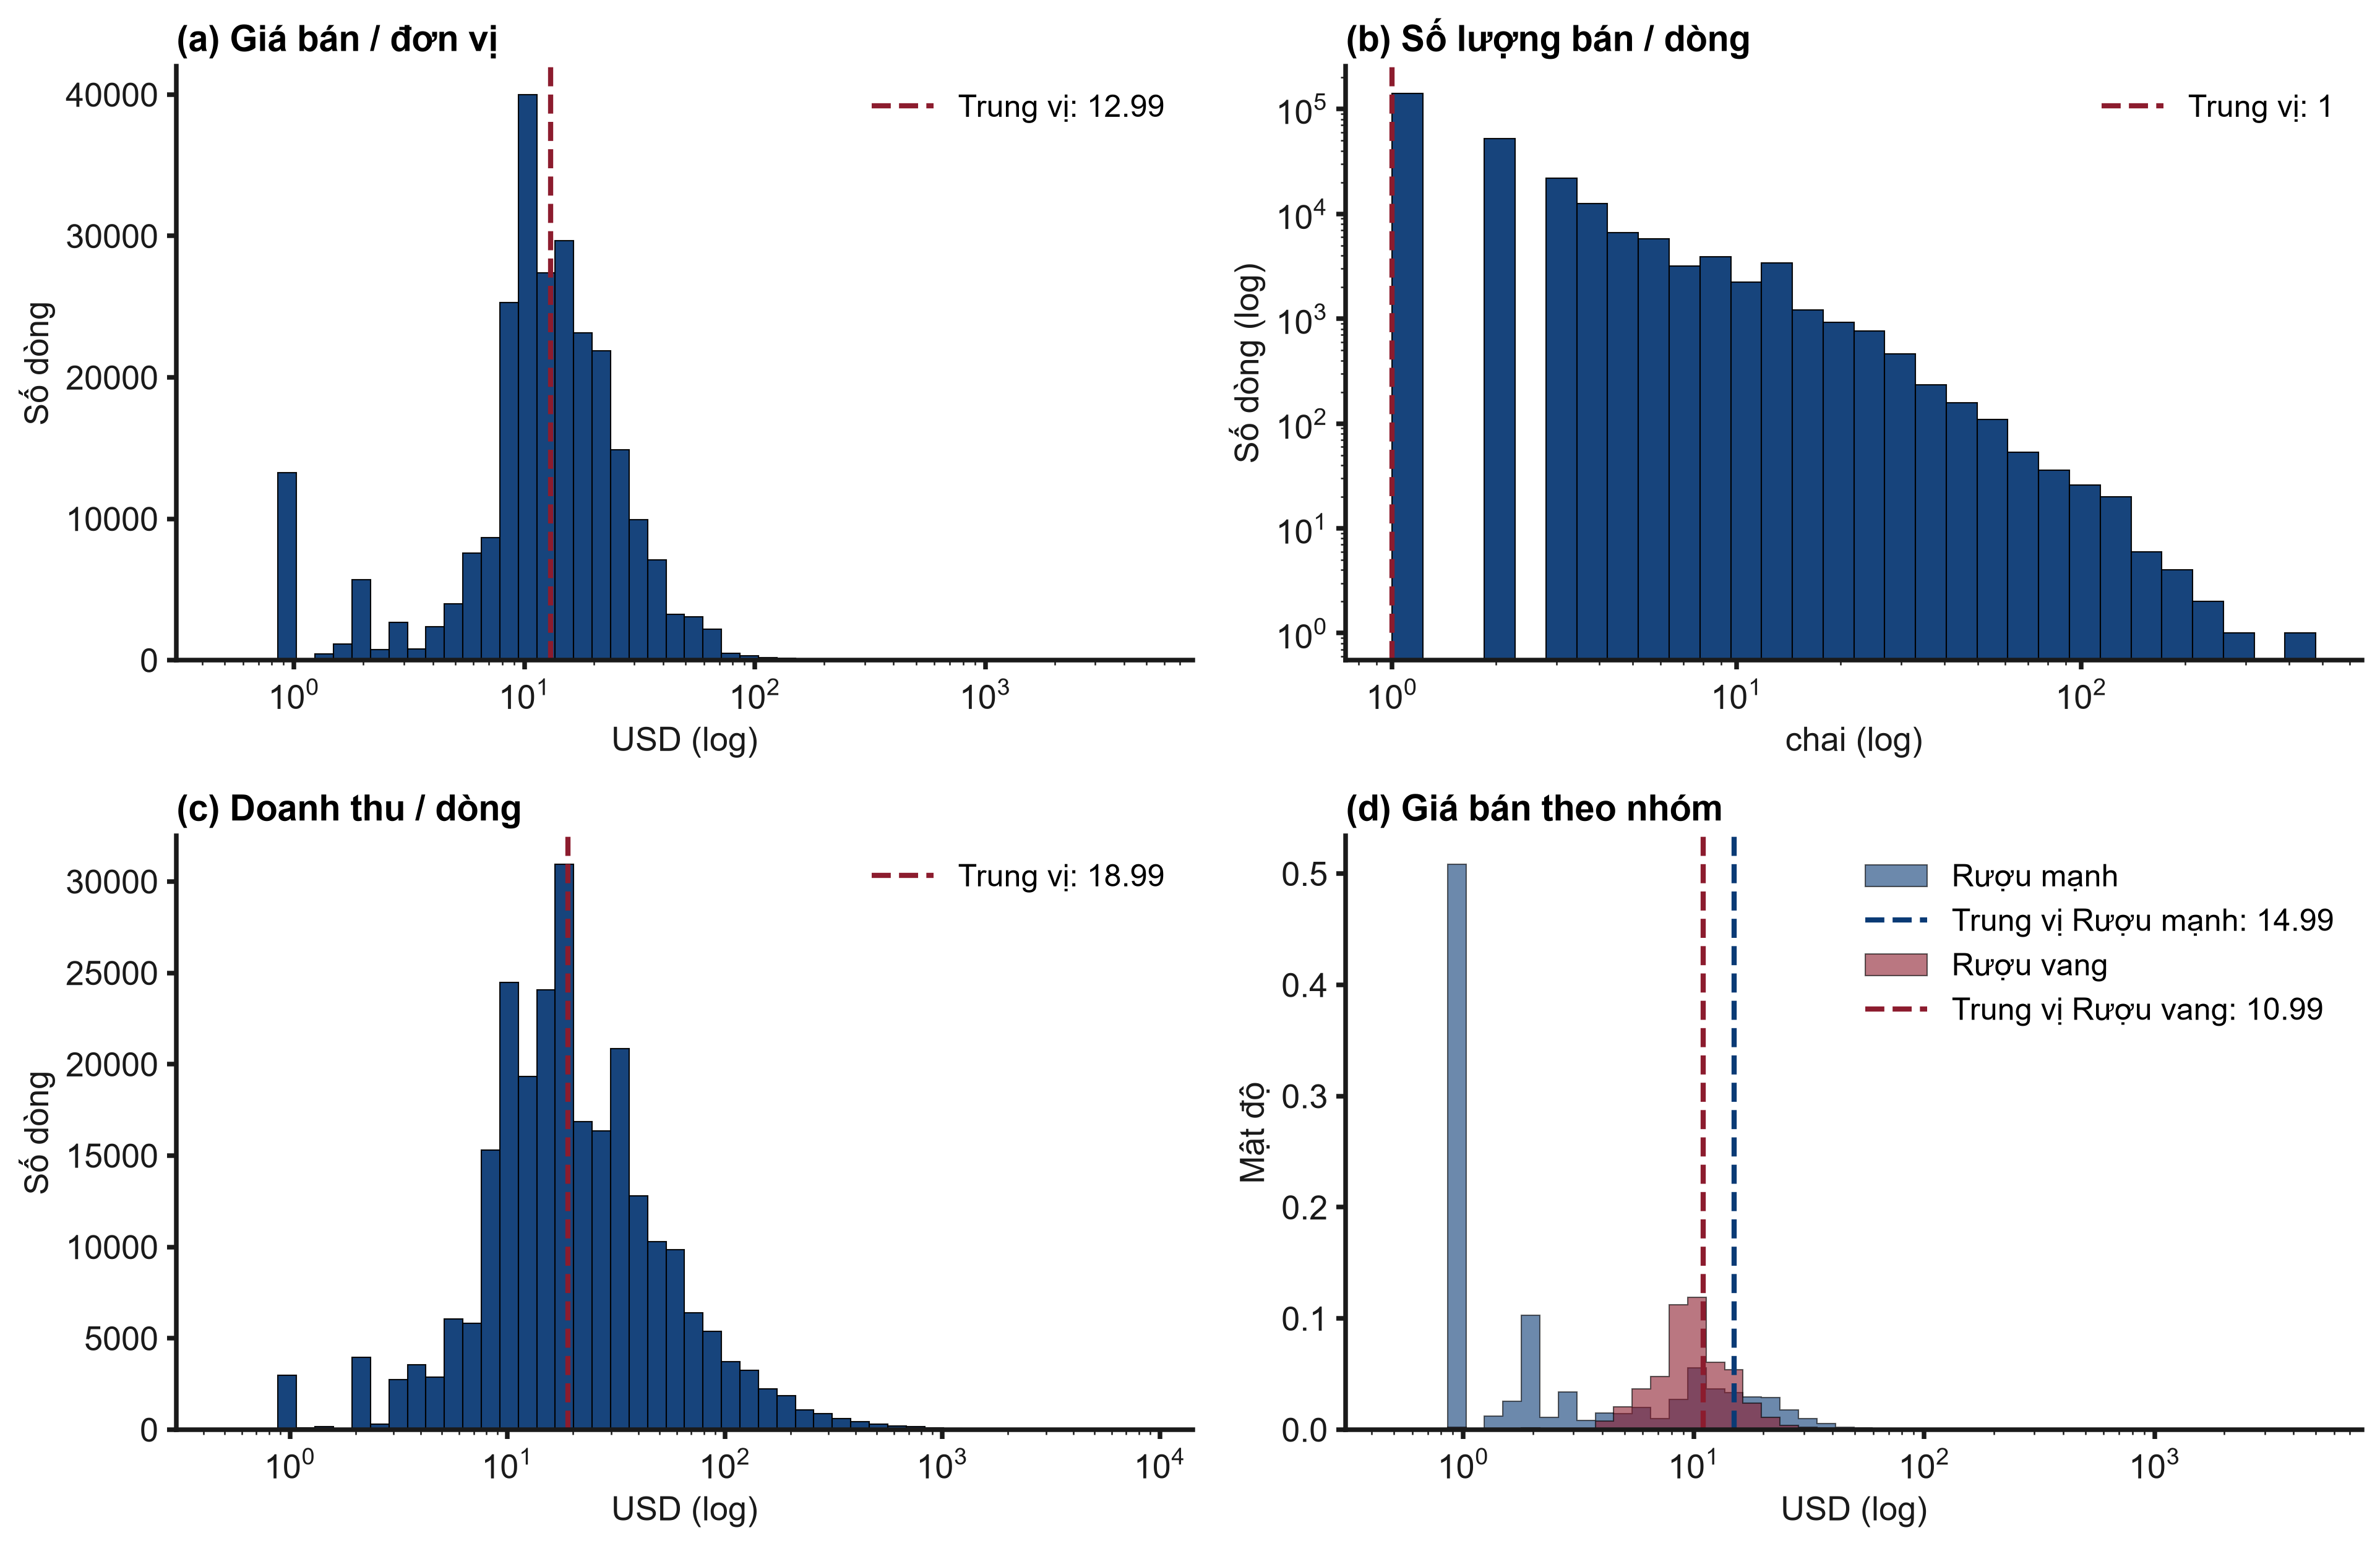 (a) Giá bán / đơn vị
Trung vị: 12.99
Số dòng
40000
30000
20000
10000
0
10^0 10^1 10^2 10^3
USD (log)
(b) Số lượng bán / dòng
Trung vị: 1
Số dòng (log)
10^5
10^4
10^3
10^2
10^1
10^0
10^0 10^1 10^2
chai (log)
(c) Doanh thu / dòng
Trung vị: 18.99
Số dòng
30000
25000
20000
15000
10000
5000
0
10^0 10^1 10^2 10^3 10^4
USD (log)
(d) Giá bán theo nhóm
Rượu mạnh
Trung vị Rượu mạnh: 14.99
Rượu vang
Trung vị Rượu vang: 10.99
Mật độ
0.5
0.4
0.3
0.2
0.1
0.0
10^0 10^1 10^2 10^3
USD (log)